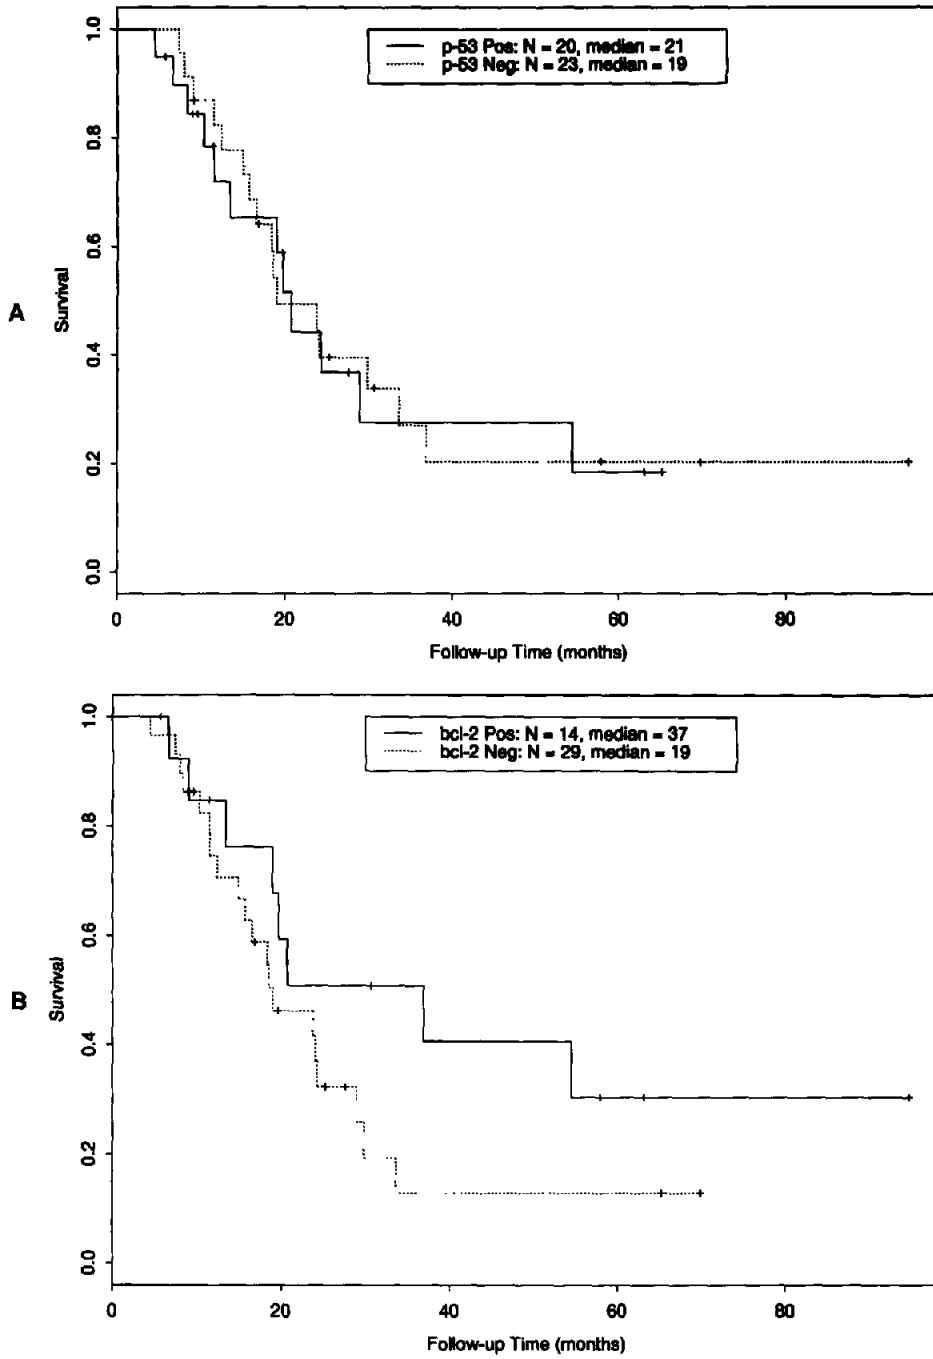 p-53 Pos: N = 20, median = 21
p-53 Neg: N = 23, median = 19
1.0
0.8
0.6
0.4
0.2
0.0
Survival
A
0 20 40 60 80
Follow-up Time (months)
bcl-2 Pos: N = 14, median = 37
bcl-2 Neg: N = 29, median = 19
1.0
0.8
0.6
0.4
0.2
0.0
Survival
B
0 20 40 60 80
Follow-up Time (months)